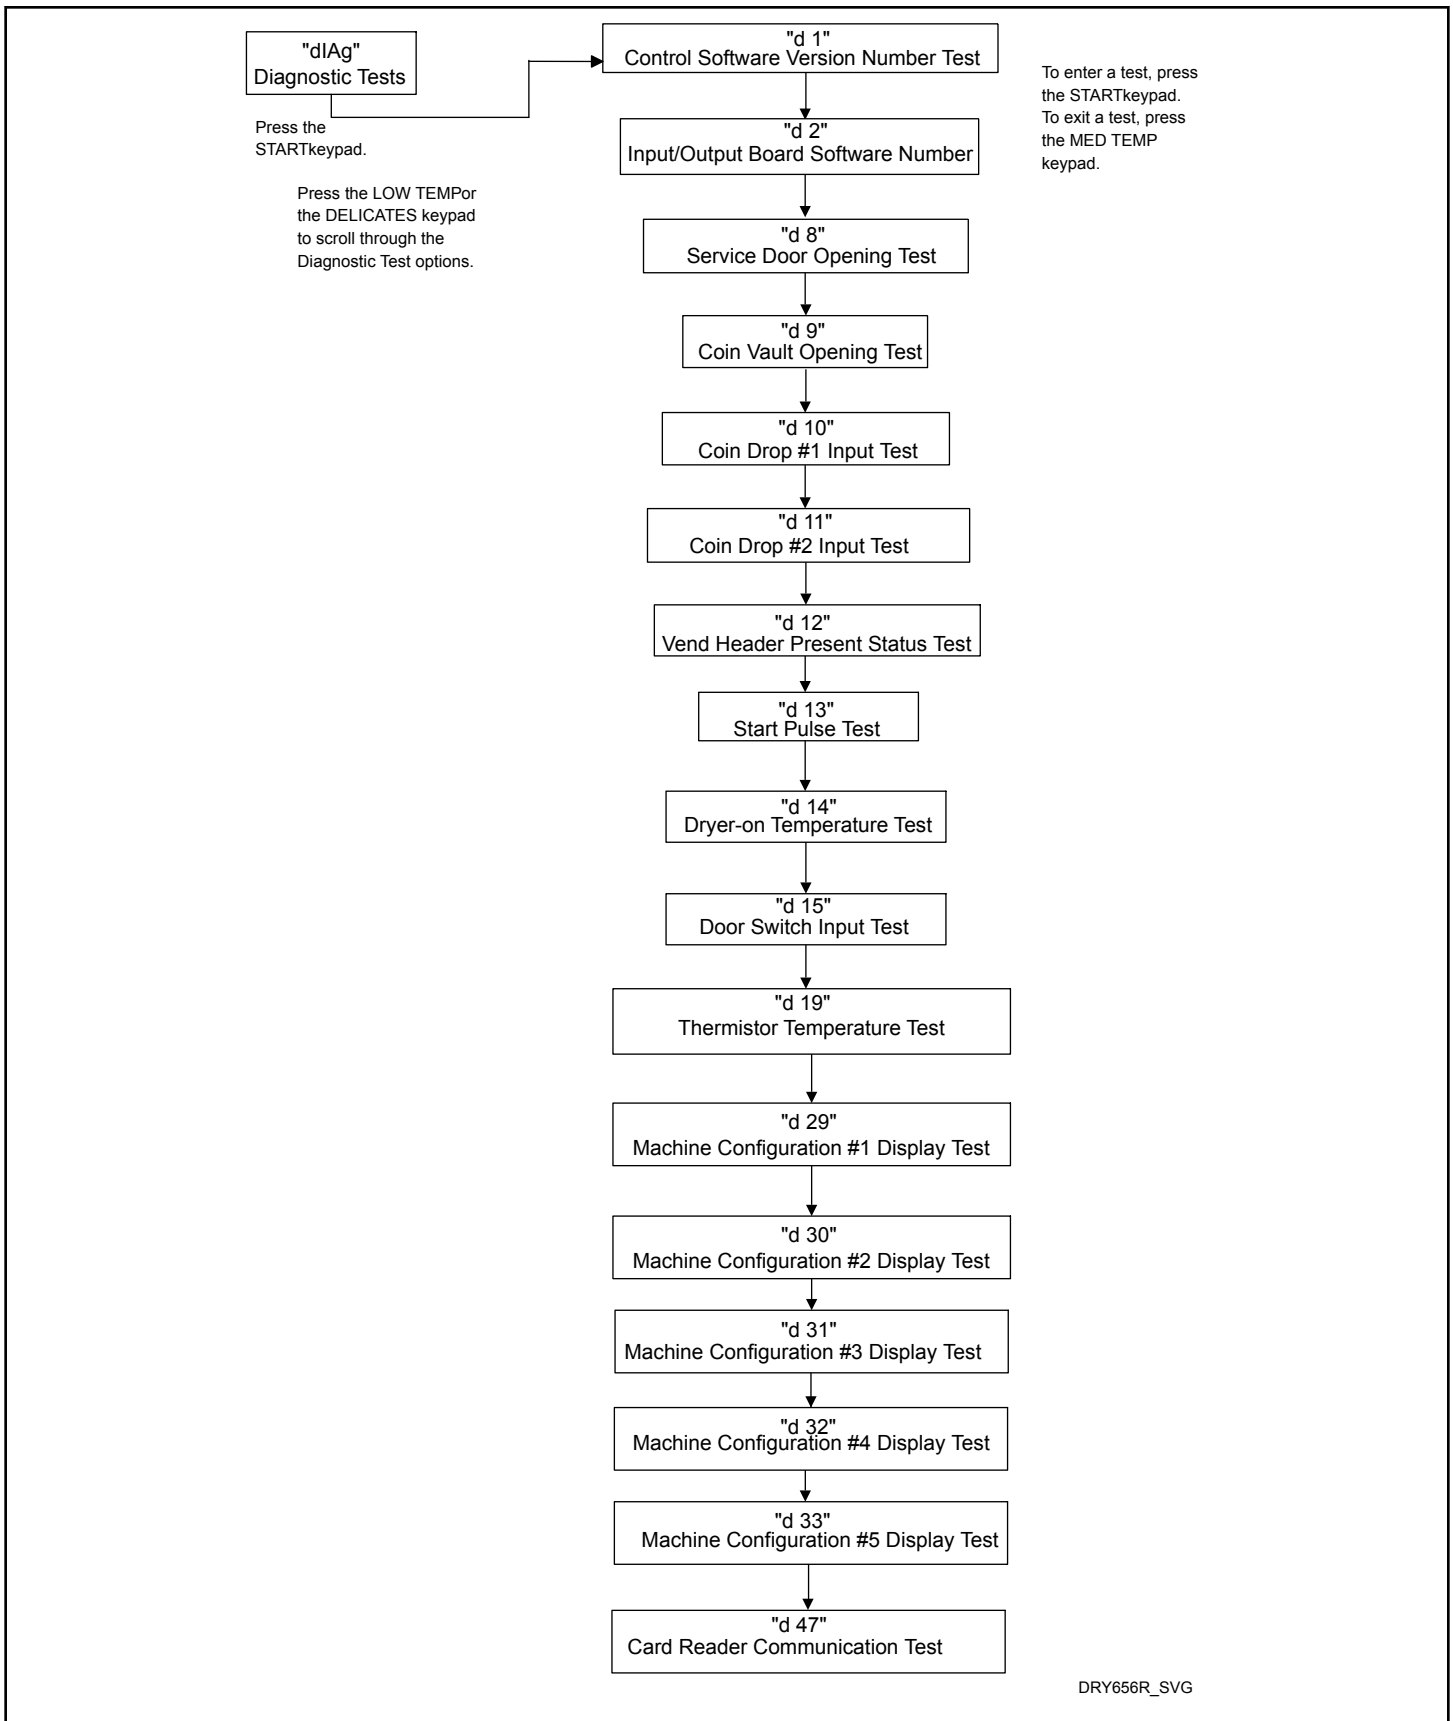 "dIAg"
Diagnostic Tests
Press the
STARTkeypad.
Press the LOW TEMPor
the DELICATES keypad
to scroll through the
Diagnostic Test options.
"d 1"
Control Software Version Number Test
To enter a test, press
the STARTkeypad.
To exit a test, press
the MED TEMP
keypad.
"d 2"
Input/Output Board Software Number
"d 8"
Service Door Opening Test
"d 9"
Coin Vault Opening Test
"d 10"
Coin Drop #1 Input Test
"d 11"
Coin Drop #2 Input Test
"d 12"
Vend Header Present Status Test
"d 13"
Start Pulse Test
"d 14"
Dryer-on Temperature Test
"d 15"
Door Switch Input Test
"d 19"
Thermistor Temperature Test
"d 29"
Machine Configuration #1 Display Test
"d 30"
Machine Configuration #2 Display Test
"d 31"
Machine Configuration #3 Display Test
"d 32"
Machine Configuration #4 Display Test
"d 33"
Machine Configuration #5 Display Test
"d 47"
Card Reader Communication Test
DRY656R_SVG